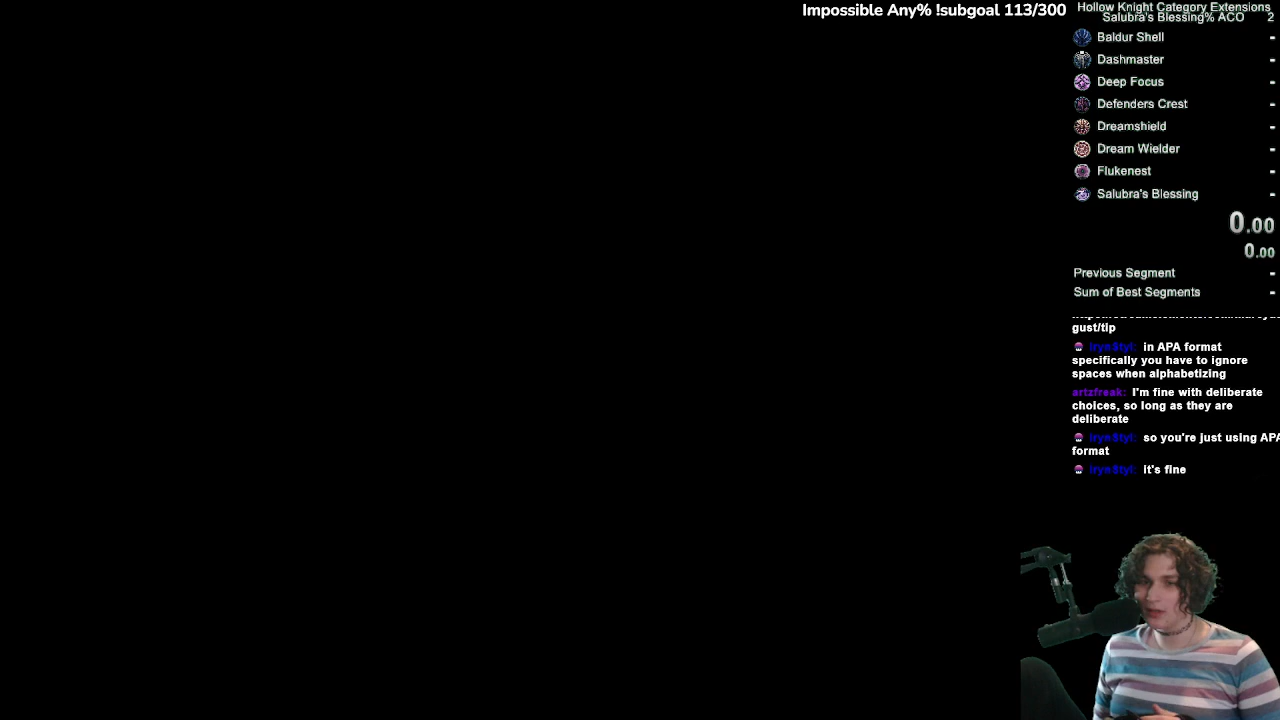 Impossible Any% !subgoal 113/300
Hollow Knight Category Extensions
Salubra's Blessing% ACO 2
Baldur Shell -
Dashmaster -
Deep Focus -
Defenders Crest -
Dreamshield -
Dream Wielder -
Flukenest -
Salubra's Blessing -
0.00
0.00
Previous Segment -
Sum of Best Segments -
gust/tip
IrynStyl: in APA format
specifically you have to ignore
spaces when alphabetizing
artzfreak: I'm fine with deliberate
choices, so long as they are
deliberate
IrynStyl: so you're just using APA
format
IrynStyl: it's fine